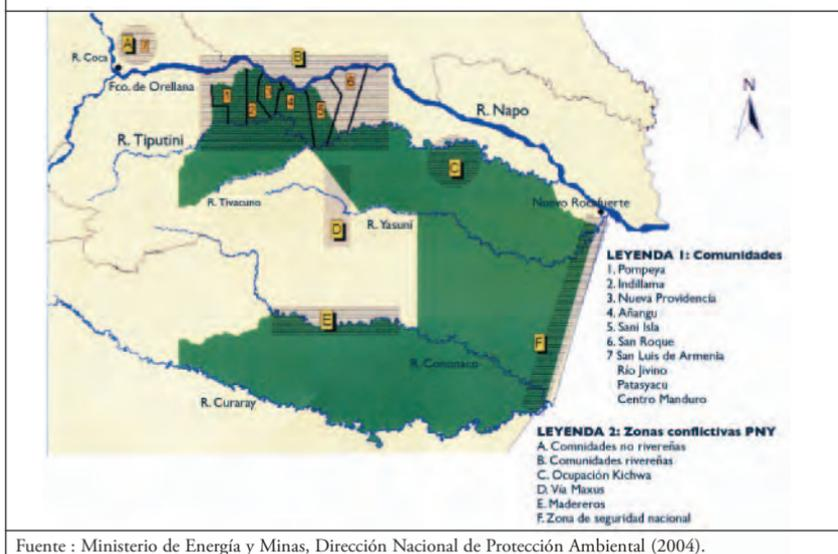 A 7
R. Coca
B
Fco. de Orellana
1
2
3
4
5
6
N
R. Napo
R. Tiputini
C
R. Tivacuno
Nuevo Rocafuerte
D
R. Yasuní
E
F
R. Cononaco
R. Curaray
LEYENDA 1: Comunidades
1. Pompeya
2. Indillama
3. Nueva Providencia
4. Añangu
5. Sani Isla
6. San Roque
7 San Luis de Armenia
Río Jivino
Patasyacu
Centro Manduro
LEYENDA 2: Zonas conflictivas PNY
A. Comnidades no rivereñas
B. Comunidades rivereñas
C. Ocupación Kichwa
D. Vía Maxus
E. Madereros
F. Zona de seguridad nacional
Fuente : Ministerio de Energía y Minas, Dirección Nacional de Protección Ambiental (2004).